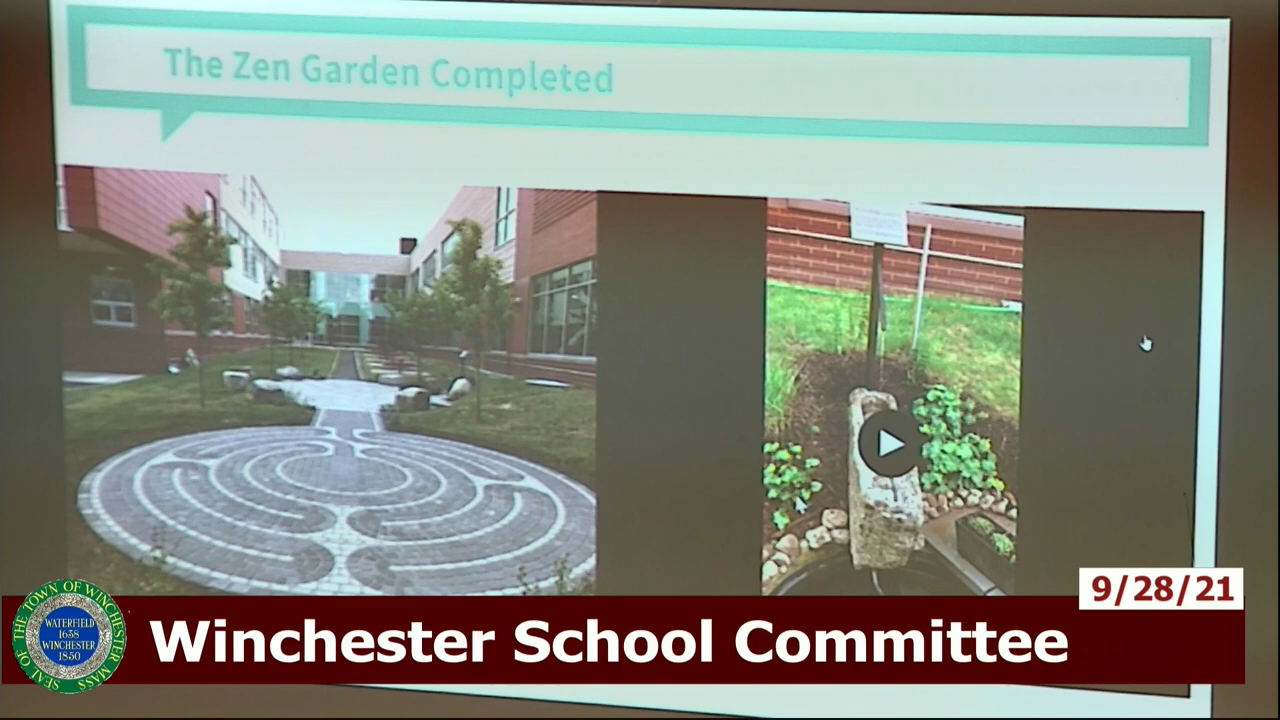 The Zen Garden Completed
9/28/21
Winchester School Committee
SEAL OF THE TOWN OF WINCHESTER MASS
WATERFIELD
1638
WINCHESTER
1850